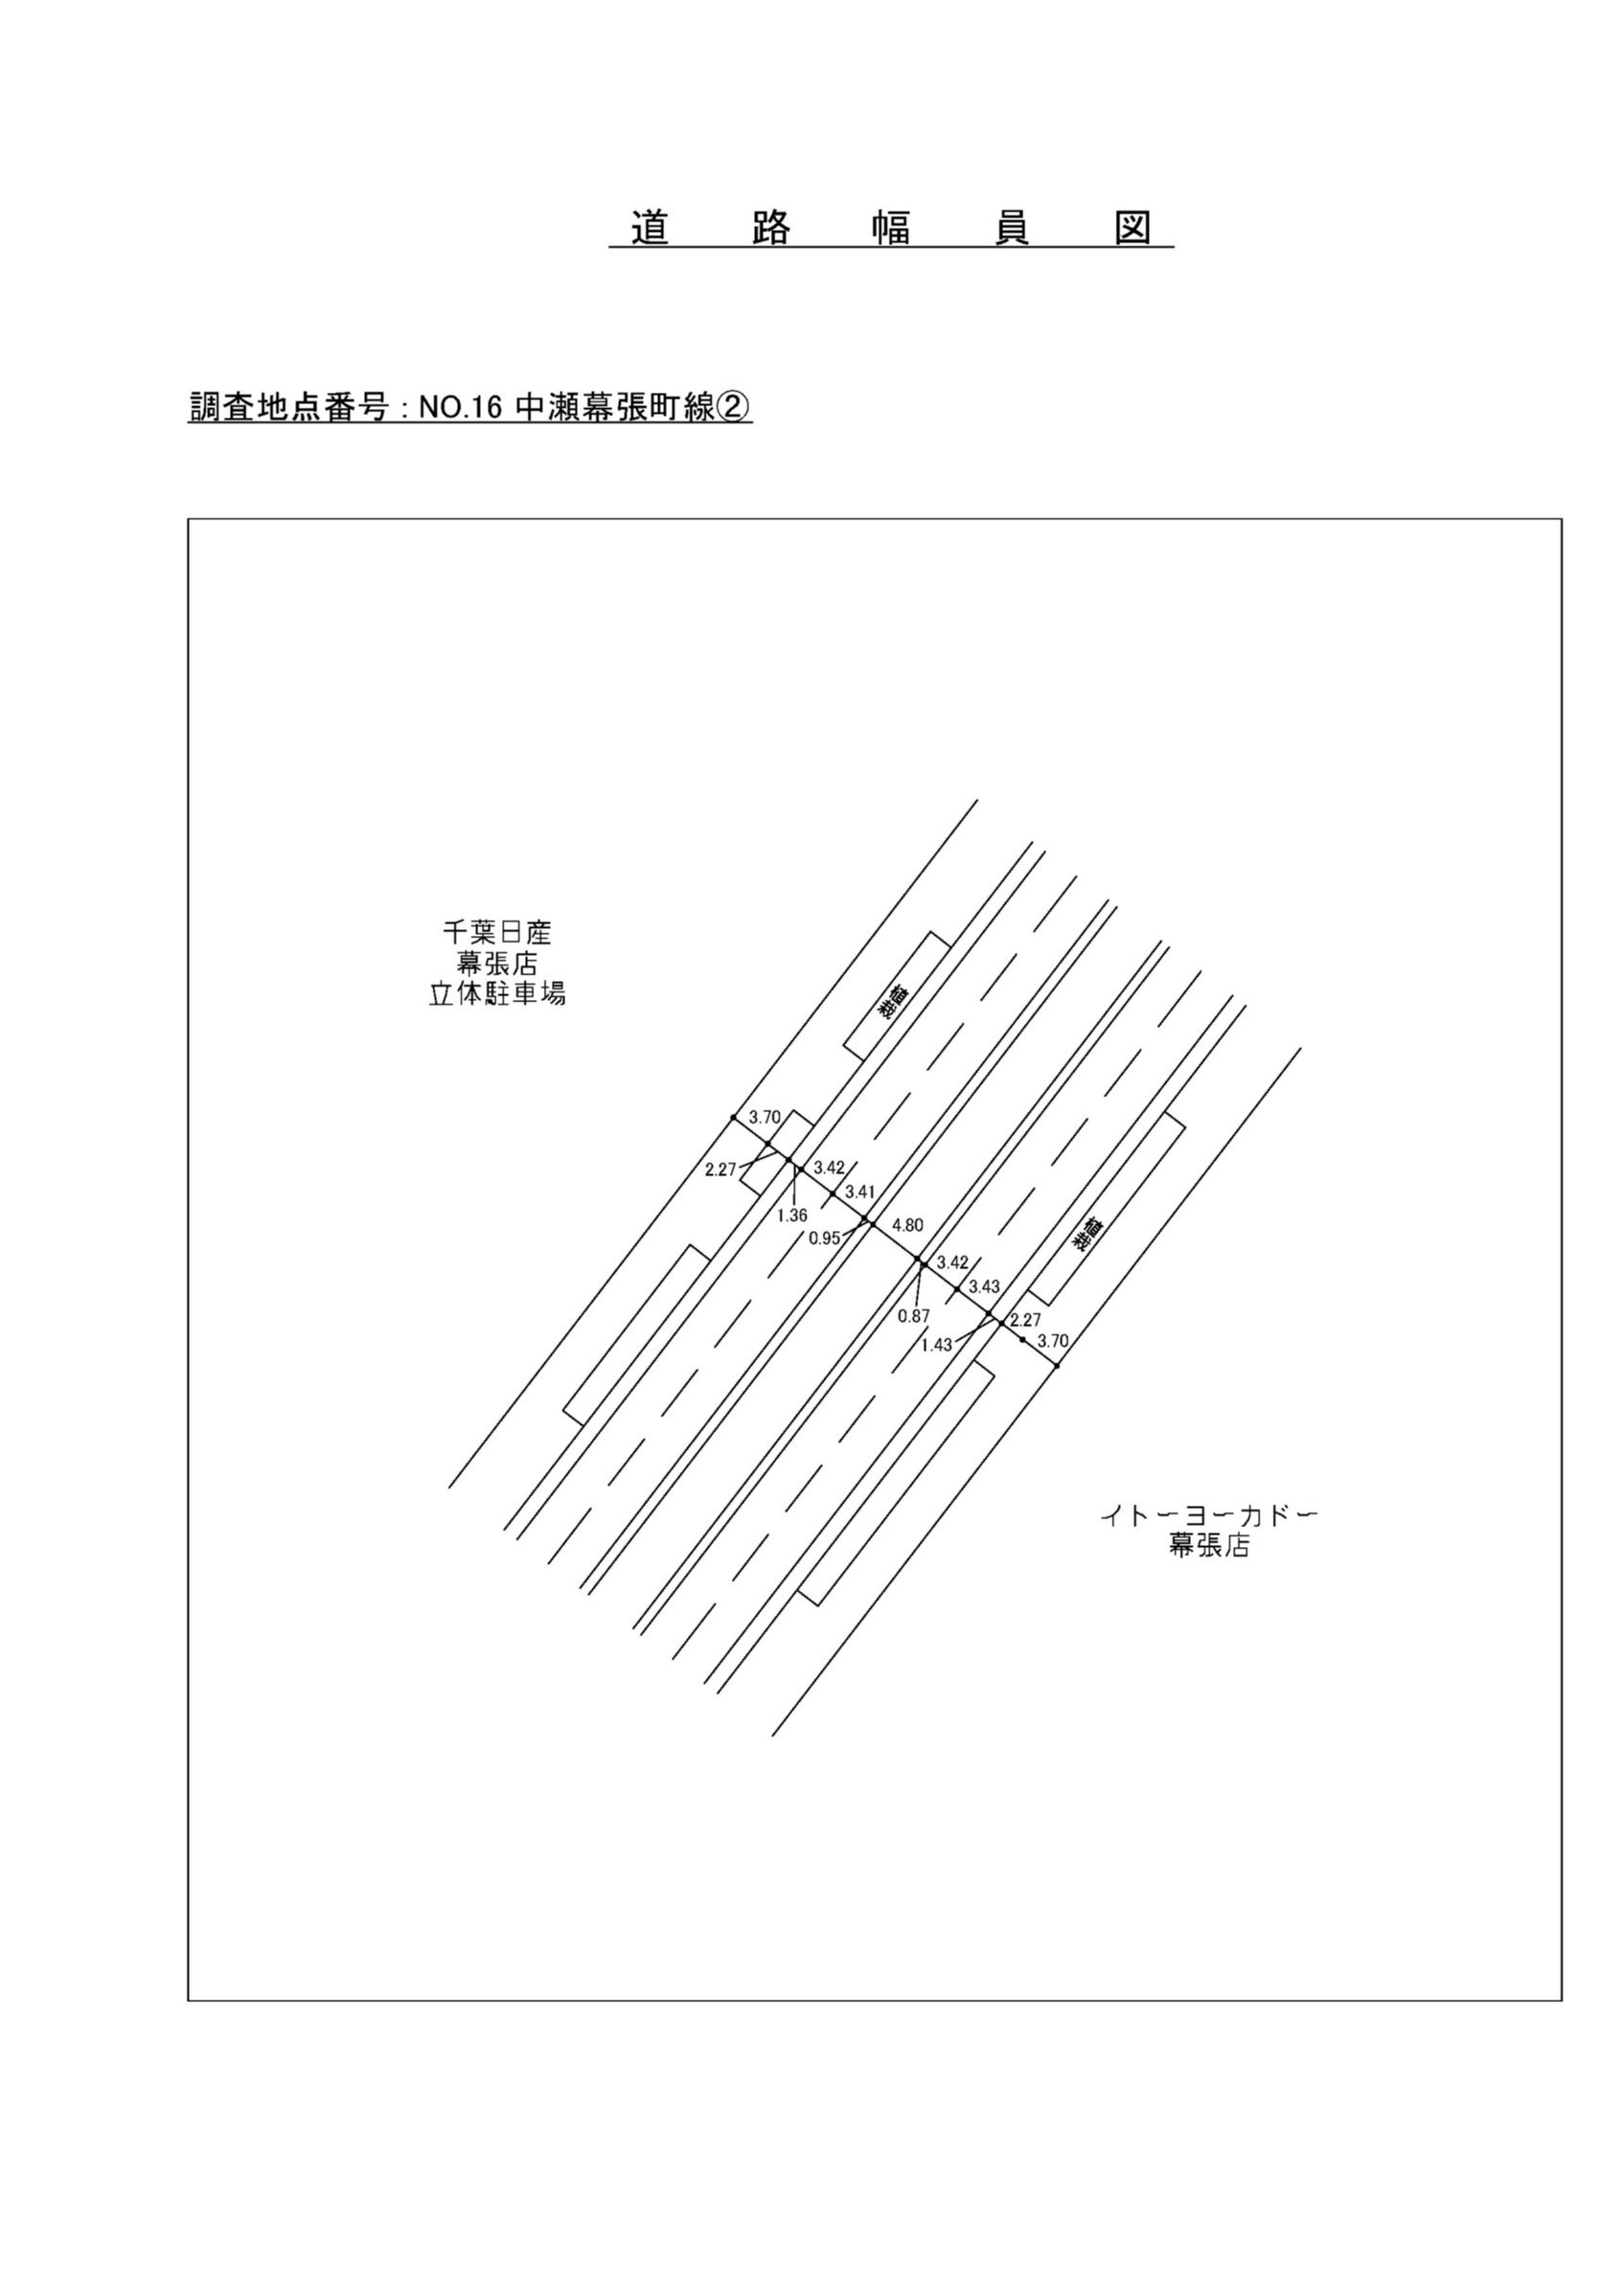 道路幅員図
調査地点番号：NO.16 中瀬幕張町線②
千葉日産
幕張店
立体駐車場
植栽
3.70
2.27
3.42
1.36
3.41
0.95
4.80
植栽
3.42
0.87
3.43
1.43
2.27
3.70
イトーヨーカドー
幕張店